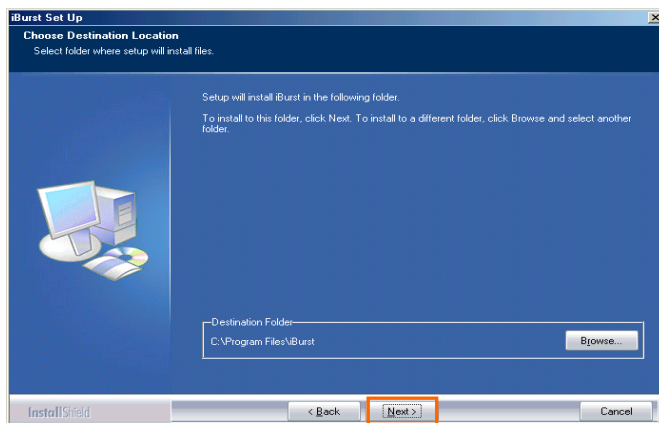 iBurst Set Up
Choose Destination Location
Select folder where setup will install files.
Setup will install iBurst in the following folder.
To install to this folder, click Next. To install to a different folder, click Browse and select another
folder.
Destination Folder
C:\Program Files\iBurst
Browse...
InstallShield
< Back
Next >
Cancel